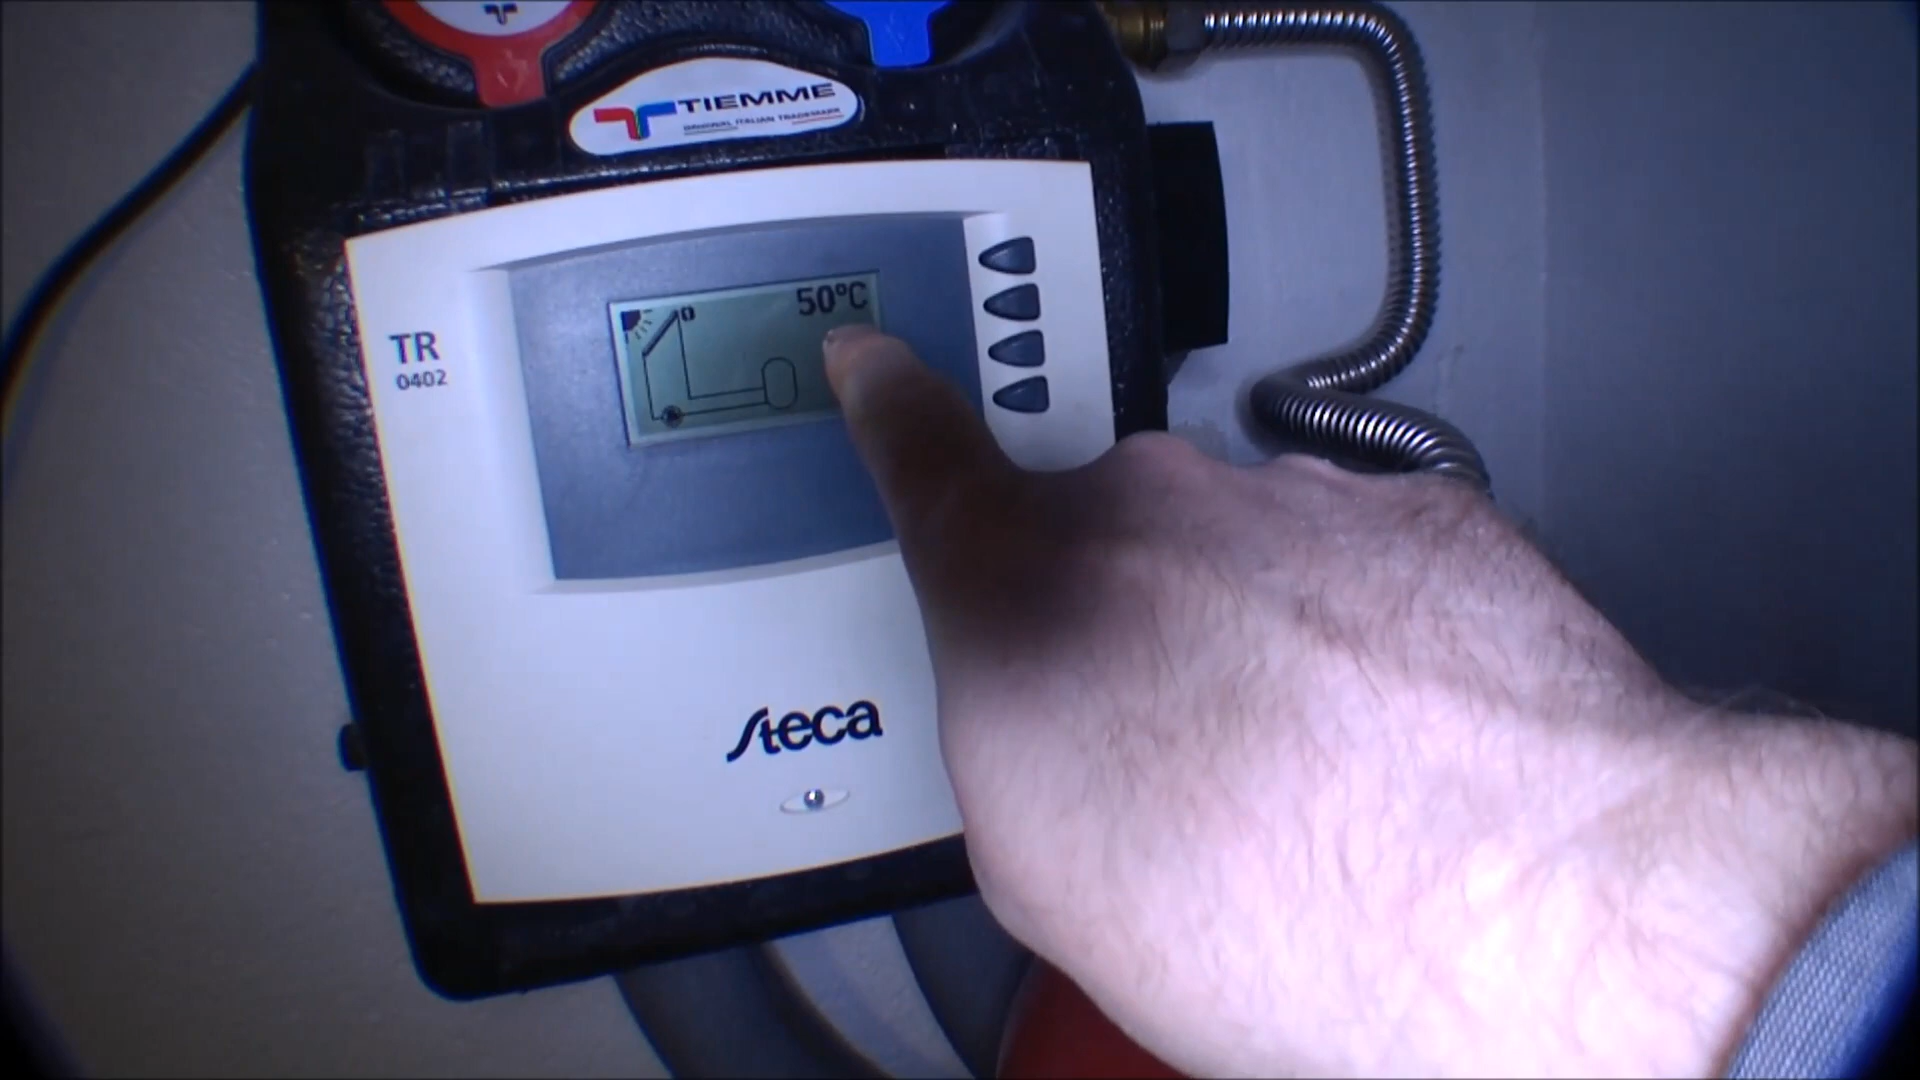 TIEMME
ORIGINAL ITALIAN TRADEMARK
50°C
TR
0402
Steca